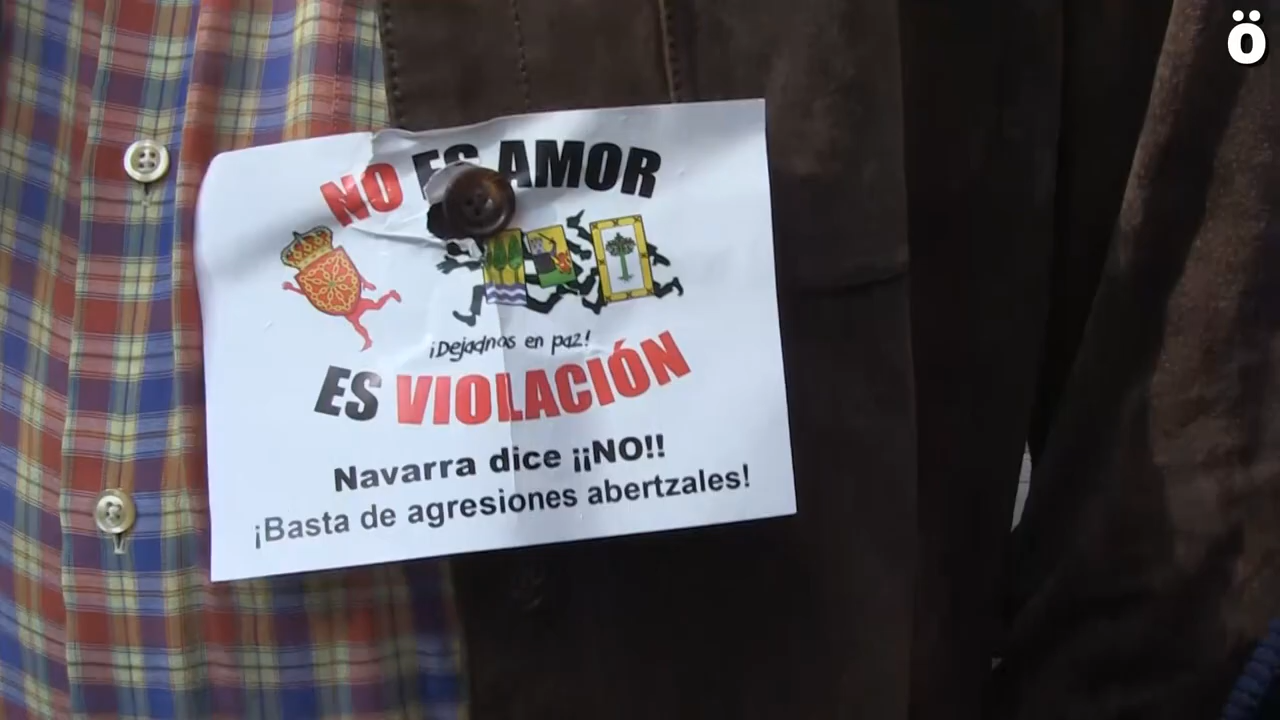 NO ES AMOR
¡Dejadnos en paz!
ES VIOLACIÓN
Navarra dice ¡¡NO!!
¡Basta de agresiones abertzales!
ö